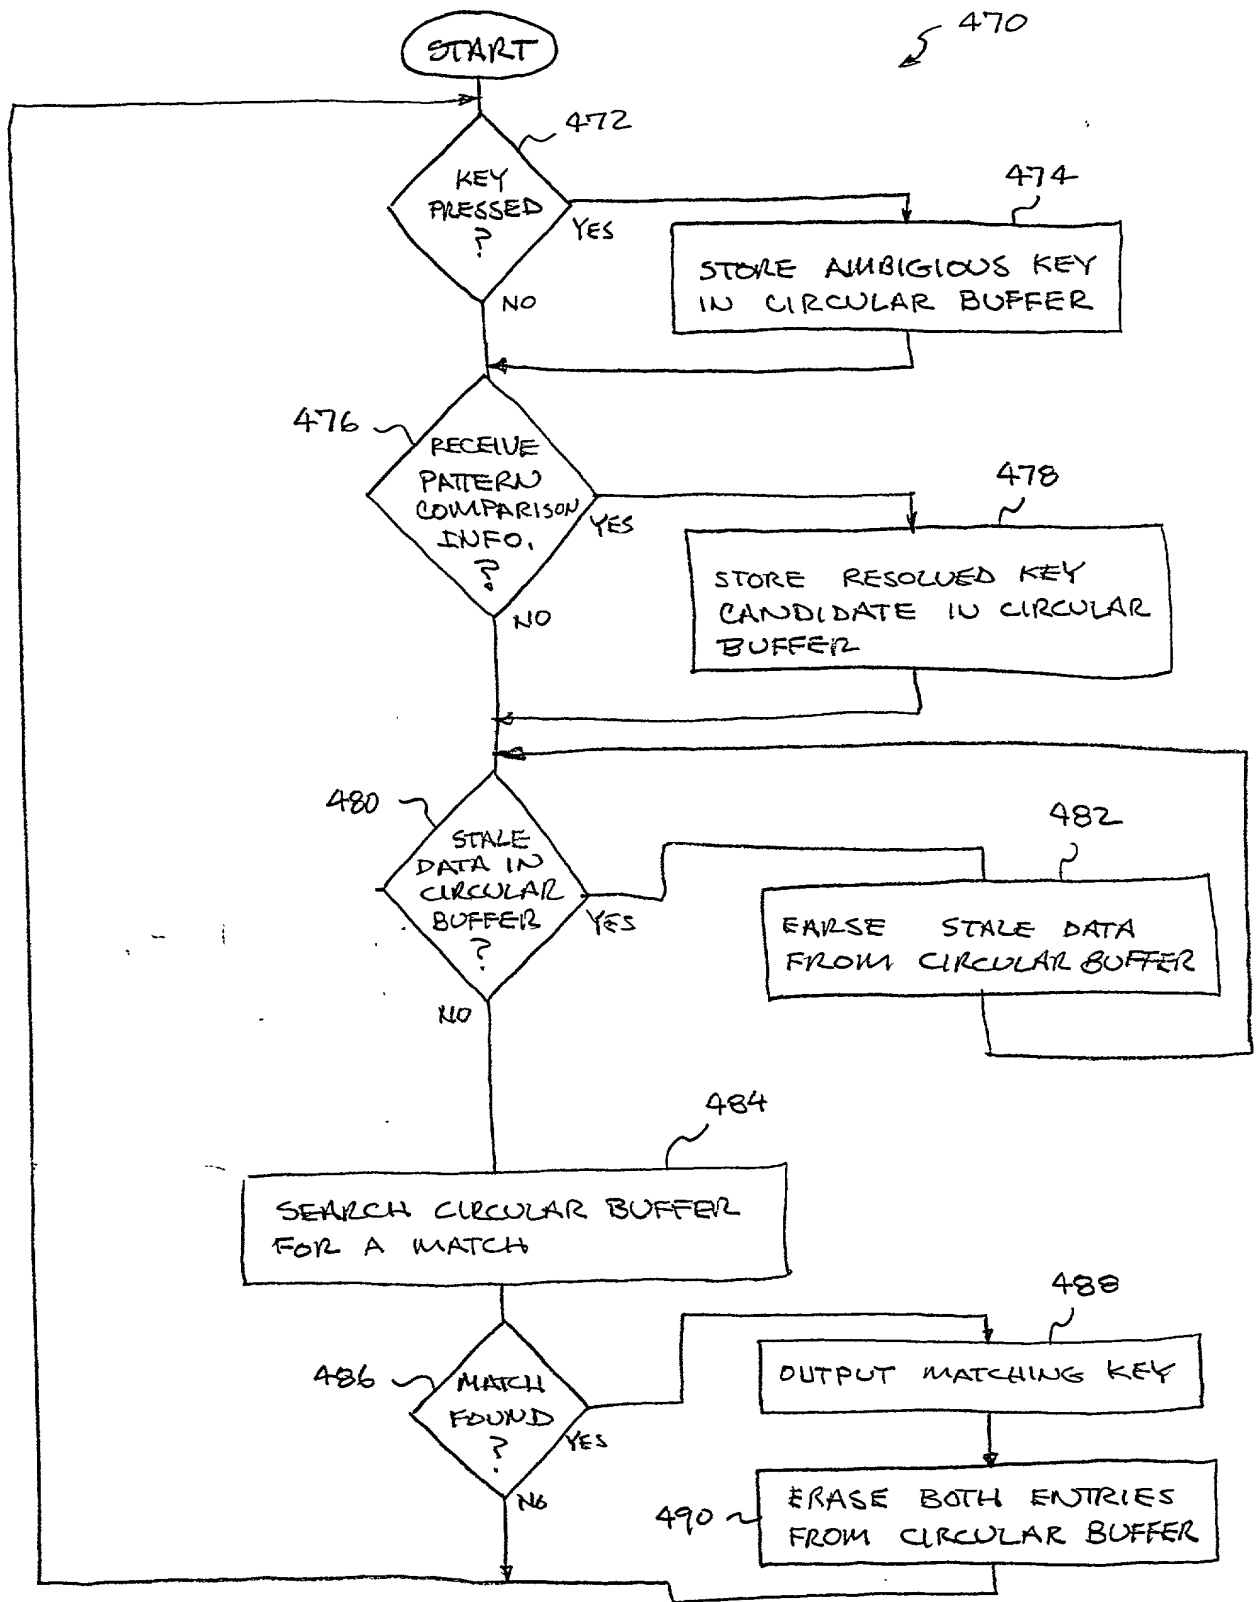 470
START
472
KEY
PRESSED
?
YES
NO
474
STORE AMBIGIOUS KEY
IN CIRCULAR BUFFER
476
RECEIVE
PATTERN
COMPARISON
INFO.
?
YES
NO
478
STORE RESOLVED KEY
CANDIDATE IN CIRCULAR
BUFFER
480
STALE
DATA IN
CIRCULAR
BUFFER
?
YES
NO
482
EARSE STALE DATA
FROM CIRCULAR BUFFER
484
SEARCH CIRCULAR BUFFER
FOR A MATCH
486
MATCH
FOUND
?
YES
NO
488
OUTPUT MATCHING KEY
490
ERASE BOTH ENTRIES
FROM CIRCULAR BUFFER